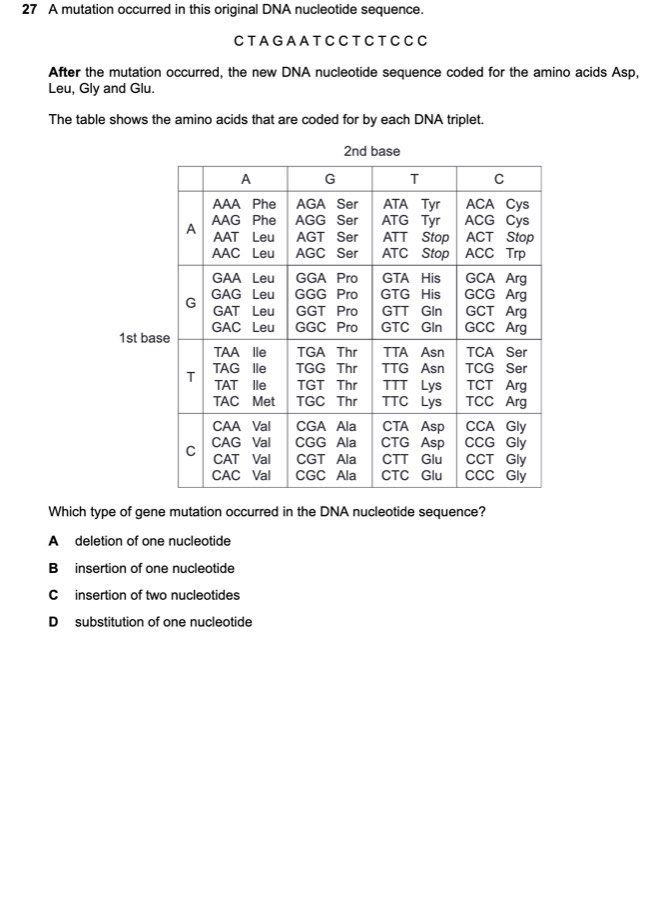 27 A mutation occurred in this original DNA nucleotide sequence.
C T A G A A T C C T C T C C C
After the mutation occurred, the new DNA nucleotide sequence coded for the amino acids Asp,
Leu, Gly and Glu.
The table shows the amino acids that are coded for by each DNA triplet.
2nd base
A G T C
AAA Phe AGA Ser ATA Tyr ACA Cys
AAG Phe AGG Ser ATG Tyr ACG Cys
A
AAT Leu AGT Ser ATT Stop ACT Stop
AAC Leu AGC Ser ATC Stop ACC Trp
GAA Leu GGA Pro GTA His GCA Arg
GAG Leu GGG Pro GTG His GCG Arg
G
GAT Leu GGT Pro GTT Gln GCT Arg
GAC Leu GGC Pro GTC Gln GCC Arg
1st base
TAA Ile TGA Thr TTA Asn TCA Ser
TAG Ile TGG Thr TTG Asn TCG Ser
T
TAT Ile TGT Thr TTT Lys TCT Arg
TAC Met TGC Thr TTC Lys TCC Arg
CAA Val CGA Ala CTA Asp CCA Gly
CAG Val CGG Ala CTG Asp CCG Gly
C
CAT Val CGT Ala CTT Glu CCT Gly
CAC Val CGC Ala CTC Glu CCC Gly
Which type of gene mutation occurred in the DNA nucleotide sequence?
A deletion of one nucleotide
B insertion of one nucleotide
C insertion of two nucleotides
D substitution of one nucleotide